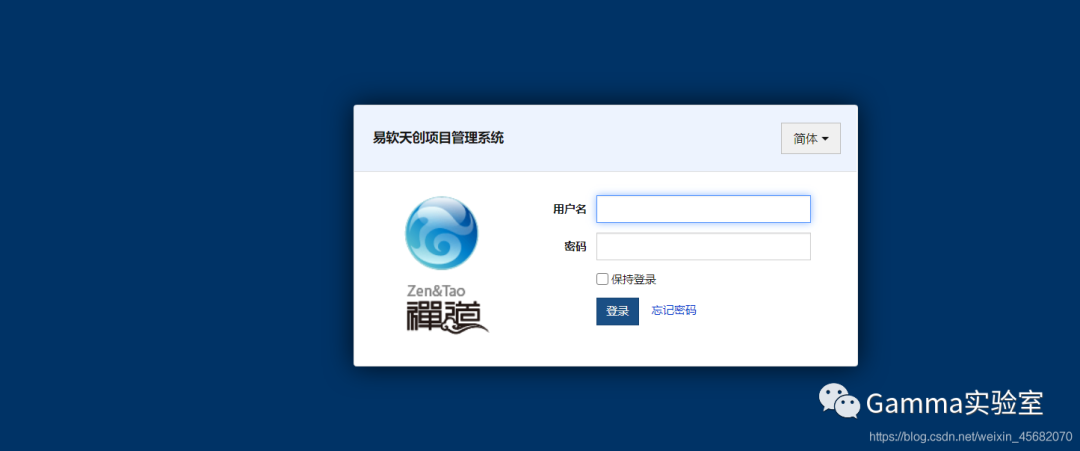 易软天创项目管理系统
简体
用户名
密码
保持登录
登录 忘记密码
Zen&Tao
禪道
Gamma实验室
https://blog.csdn.net/weixin_45682070